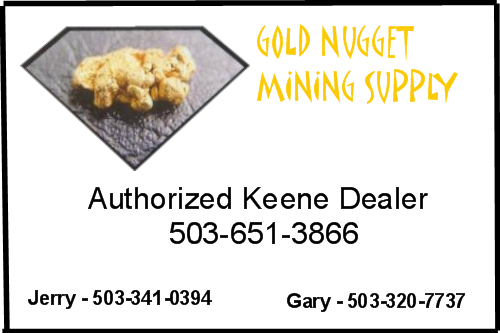 GOLD NUGGET
MINING SUPPLY
Authorized Keene Dealer
503-651-3866
Jerry - 503-341-0394
Gary - 503-320-7737